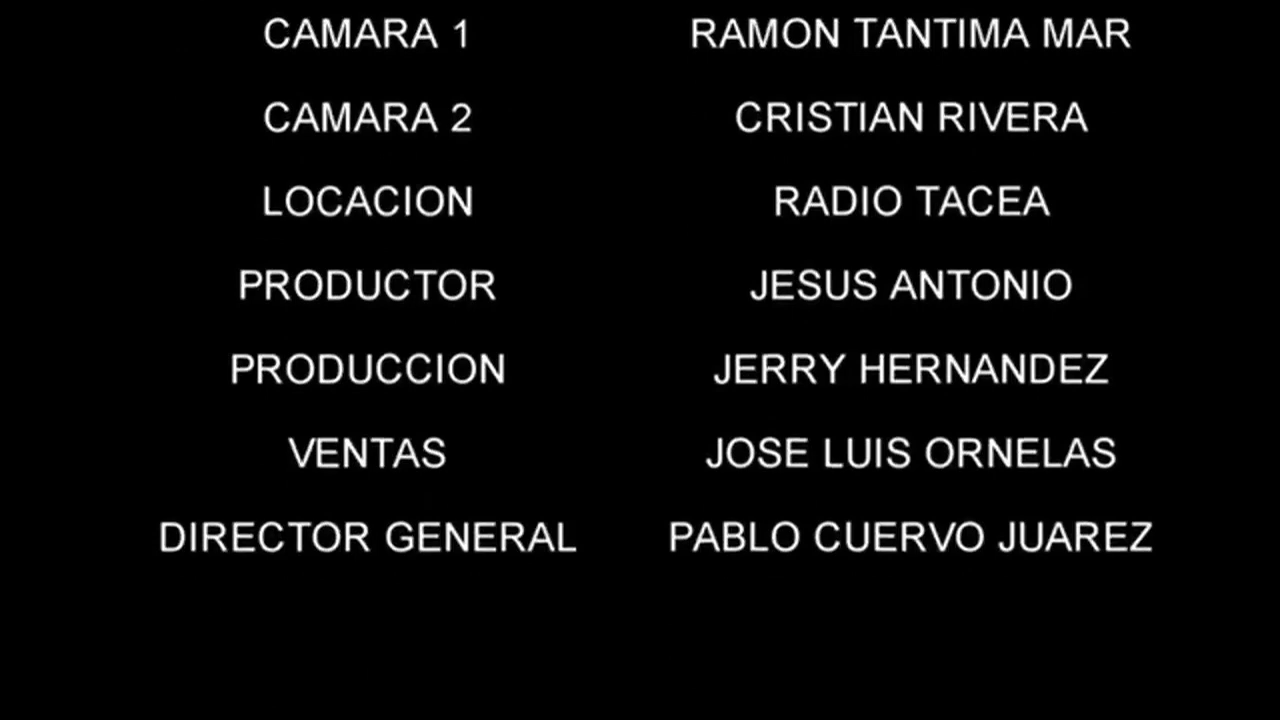 CAMARA 1 RAMON TANTIMA MAR
CAMARA 2 CRISTIAN RIVERA
LOCACION RADIO TACEA
PRODUCTOR JESUS ANTONIO
PRODUCCION JERRY HERNANDEZ
VENTAS JOSE LUIS ORNELAS
DIRECTOR GENERAL PABLO CUERVO JUAREZ